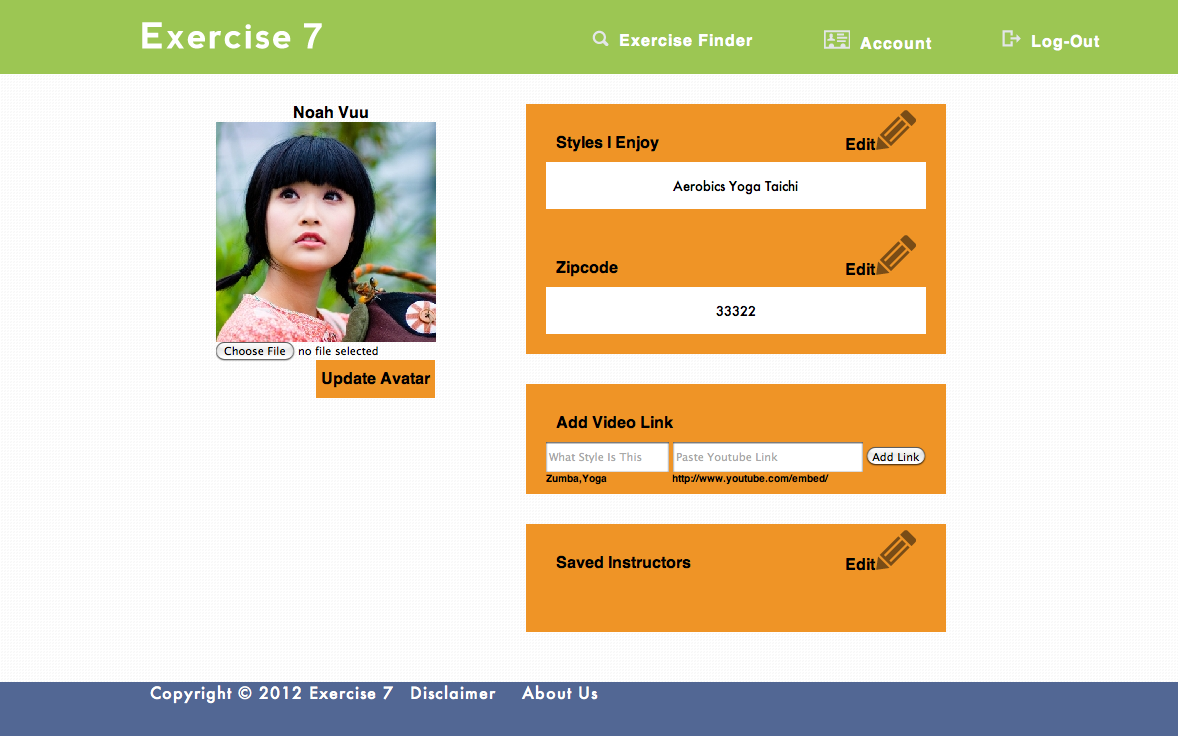 Exercise 7
Exercise Finder
Account
Log-Out
Noah Vuu
Choose File no file selected
Update Avatar
Styles I Enjoy
Edit
Aerobics Yoga Taichi
Zipcode
Edit
33322
Add Video Link
What Style Is This
Paste Youtube Link
Add Link
Zumba,Yoga
http://www.youtube.com/embed/
Saved Instructors
Edit
Copyright © 2012 Exercise 7 Disclaimer About Us